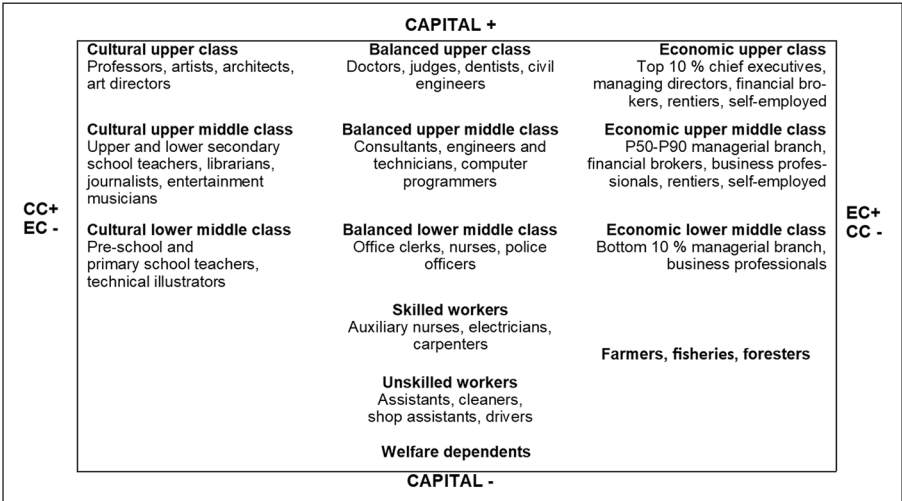 CAPITAL +
Cultural upper class
Professors, artists, architects,
art directors
Balanced upper class
Doctors, judges, dentists, civil
engineers
Economic upper class
Top 10 % chief executives,
managing directors, financial bro-
kers, rentiers, self-employed
Cultural upper middle class
Upper and lower secondary
school teachers, librarians,
journalists, entertainment
musicians
Balanced upper middle class
Consultants, engineers and
technicians, computer
programmers
Economic upper middle class
P50-P90 managerial branch,
financial brokers, business profes-
sionals, rentiers, self-employed
CC+
EC -
EC+
CC -
Cultural lower middle class
Pre-school and
primary school teachers,
technical illustrators
Balanced lower middle class
Office clerks, nurses, police
officers
Economic lower middle class
Bottom 10 % managerial branch,
business professionals
Skilled workers
Auxiliary nurses, electricians,
carpenters
Farmers, fisheries, foresters
Unskilled workers
Assistants, cleaners,
shop assistants, drivers
Welfare dependents
CAPITAL -